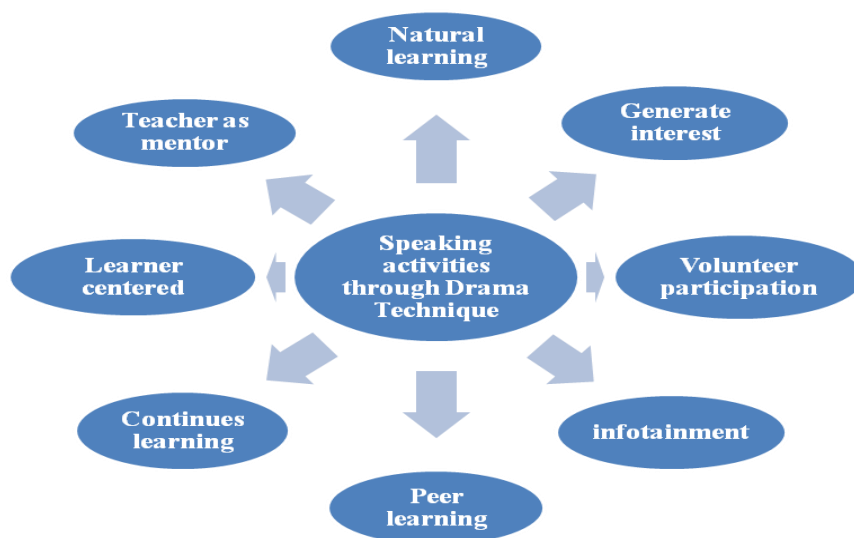 Natural
learning
Teacher as
mentor
Generate
interest
Speaking
activities
through Drama
Technique
Learner
centered
Volunteer
participation
Continues
learning
infotainment
Peer
learning